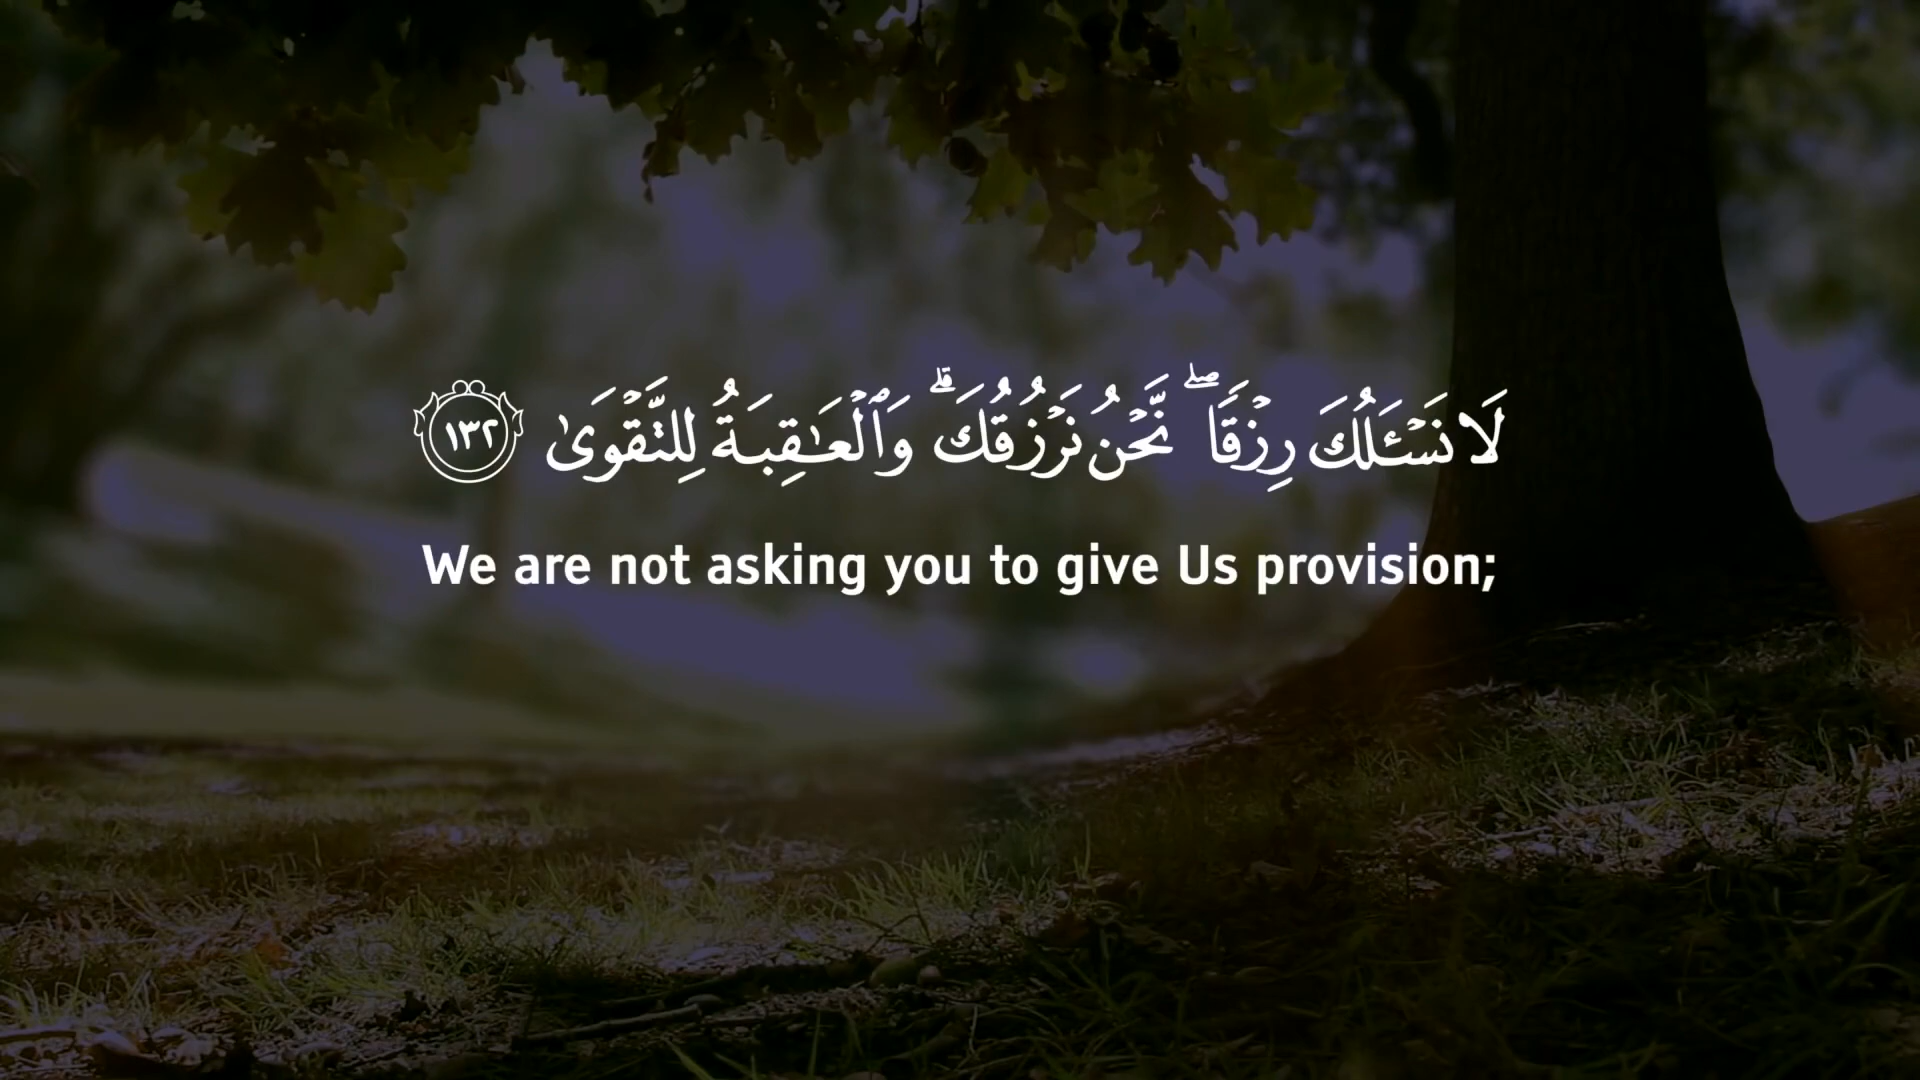 لَا نَسْـَٔلُكَ رِزْقًا ۖ نَّحْنُ نَرْزُقُكَ ۗ وَٱلْعَـٰقِبَةُ لِلتَّقْوَىٰ ١٣٢
We are not asking you to give Us provision;